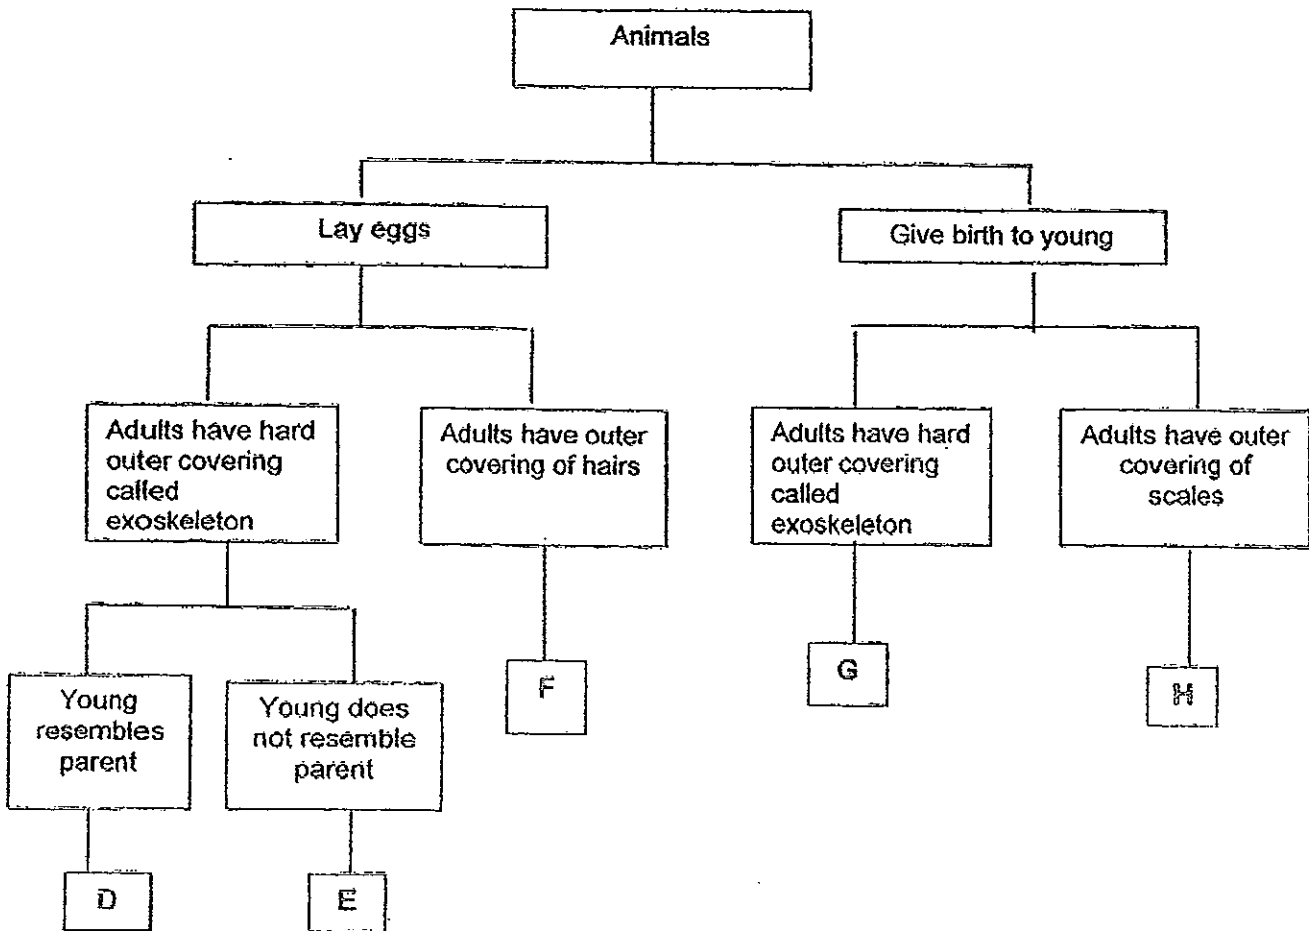 Animals
Lay eggs
Give birth to young
Adults have hard
outer covering
called
exoskeleton
Adults have outer
covering of hairs
Adults have hard
outer covering
called
exoskeleton
Adults have outer
covering of
scales
Young
resembles
parent
Young does
not resemble
parent
F
G
H
D
E